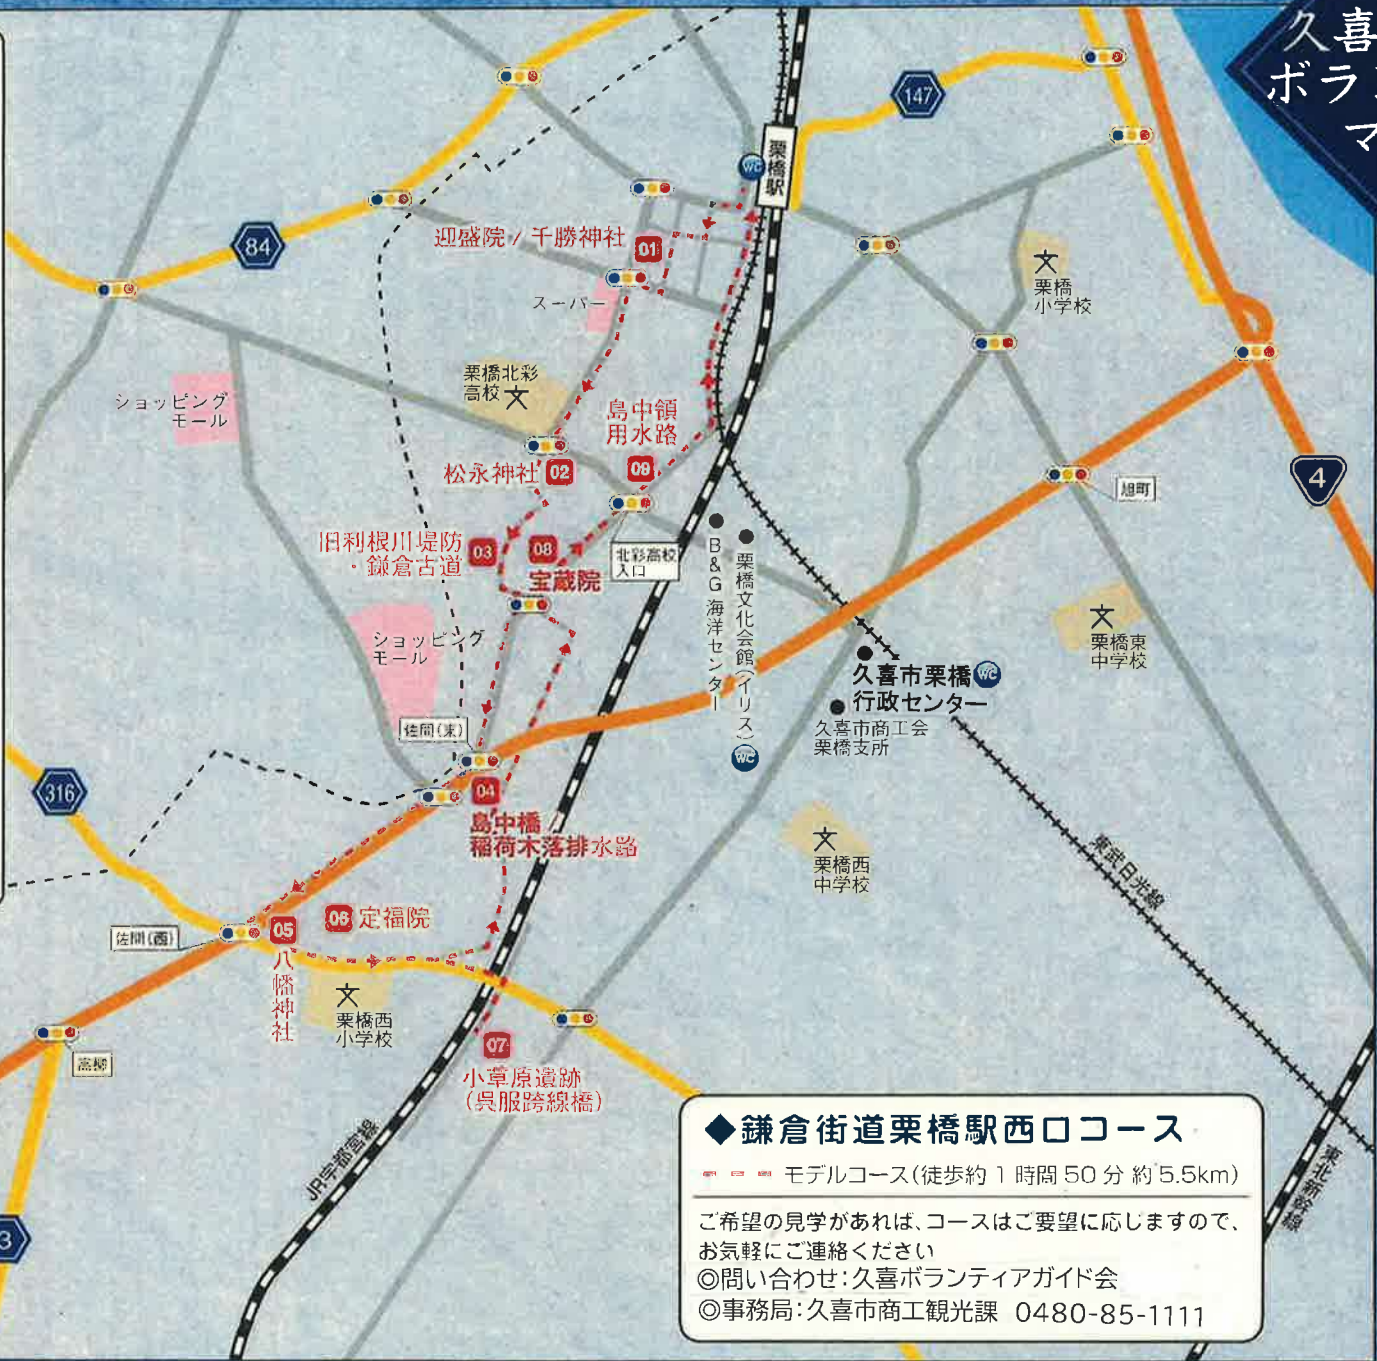 久喜
ボラン
マ
147
栗橋駅
WC
84
迎盛院 / 千勝神社
01
スーパー
栗橋
小学校
栗橋北彩
高校
ショッピング
モール
島中領
用水路
09
松永神社
02
4
旭町
旧利根川堤防
・鎌倉古道
03
08
宝蔵院
北彩高校
入口
B&G 海洋センター
栗橋文化会館(イリス)
WC
ショッピング
モール
栗橋東
中学校
久喜市栗橋
行政センター
WC
久喜市商工会
栗橋支所
佐間(東)
316
04
島中橋
稲荷木落排水路
栗橋西
中学校
東武日光線
佐間(西)
05
八幡神社
06
定福院
栗橋西
小学校
高柳
07
小草原遺跡
(呉服跨線橋)
JR宇都宮線
3
東北新幹線
◆鎌倉街道栗橋駅西口コース
モデルコース(徒歩約 1 時間 50 分 約 5.5km)
ご希望の見学があれば、コースはご要望に応じますので、
お気軽にご連絡ください
◎問い合わせ:久喜ボランティアガイド会
◎事務局:久喜市商工観光課 0480-85-1111